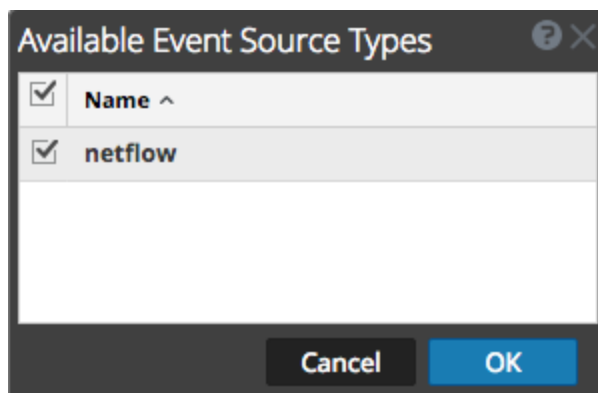 Available Event Source Types
Name
netflow
Cancel
OK